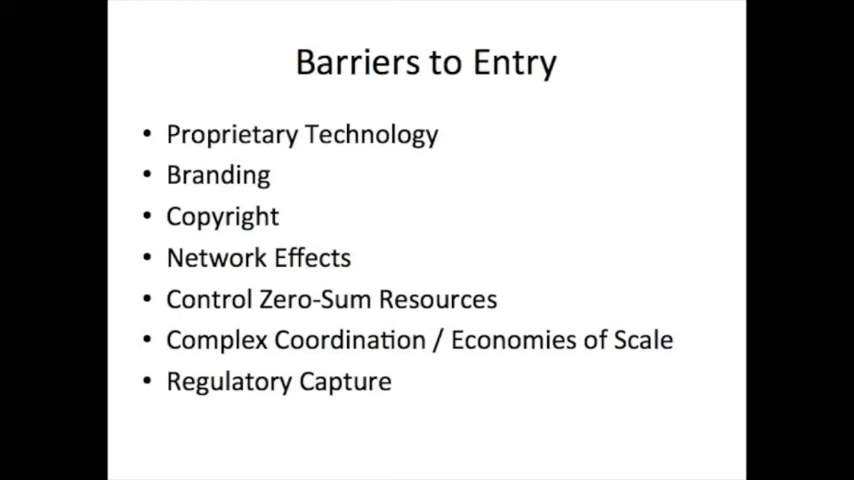 Barriers to Entry
• Proprietary Technology
• Branding
• Copyright
• Network Effects
• Control Zero-Sum Resources
• Complex Coordination / Economies of Scale
• Regulatory Capture